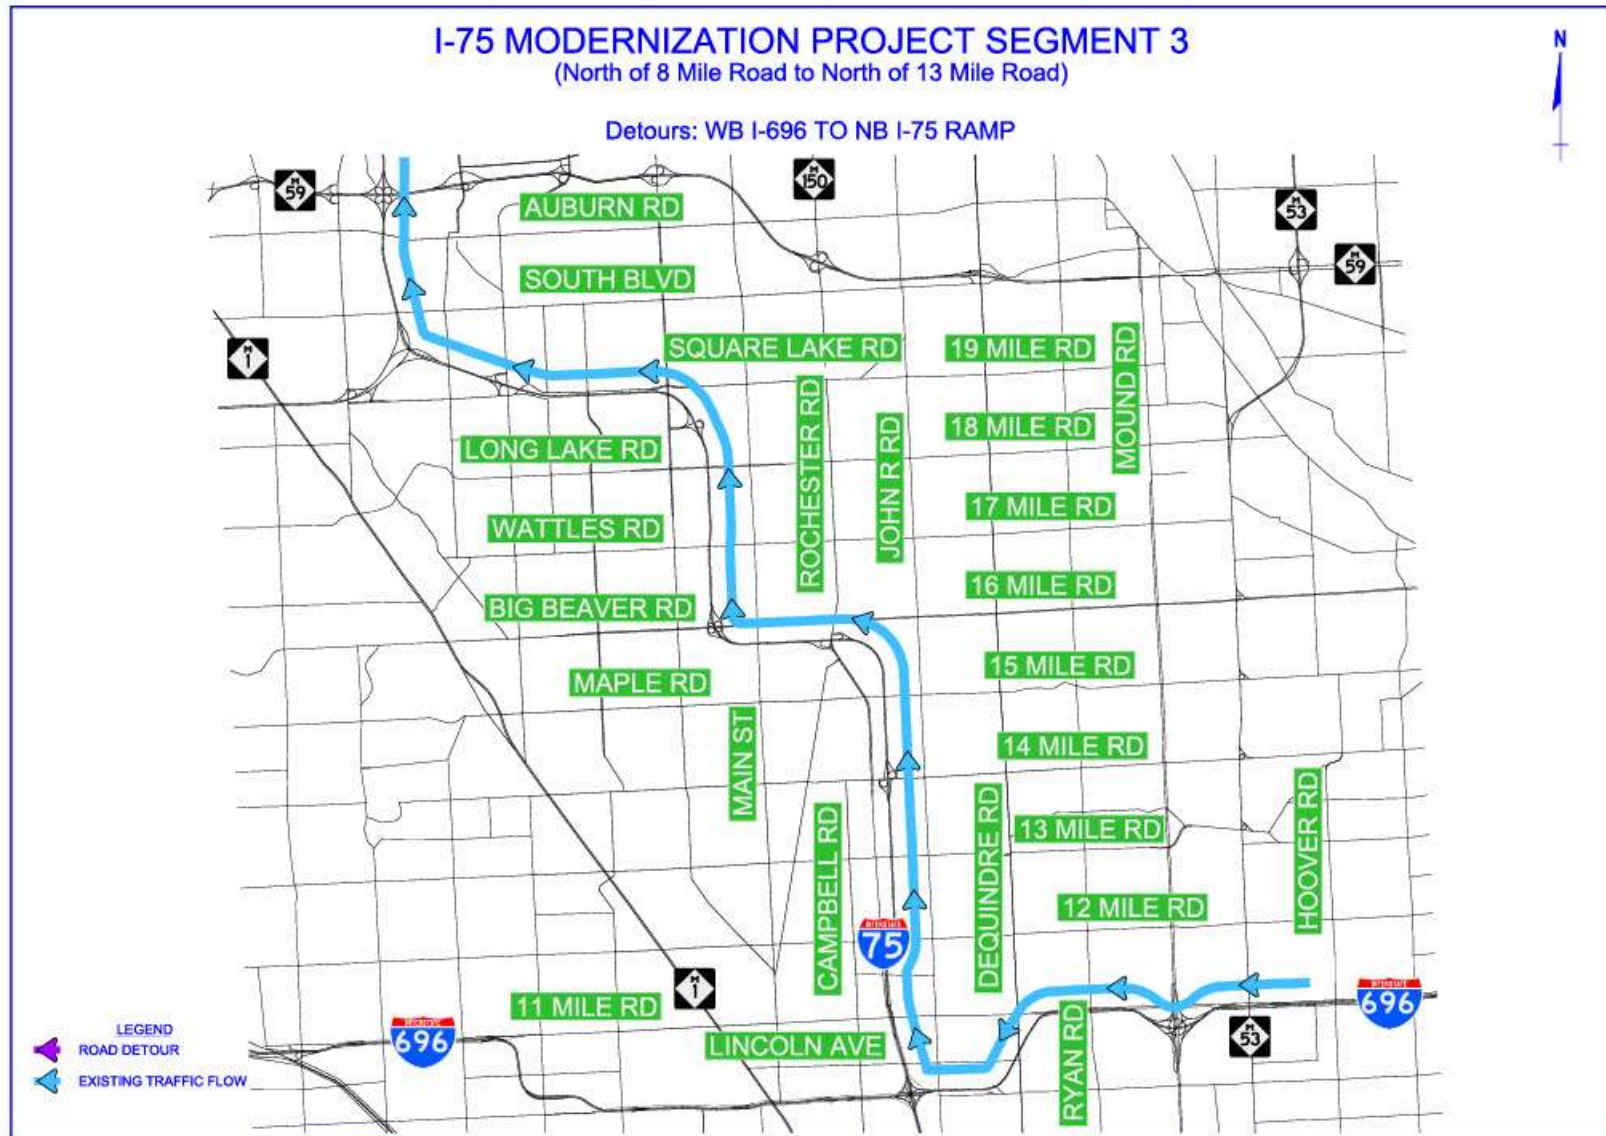 I-75 MODERNIZATION PROJECT SEGMENT 3
(North of 8 Mile Road to North of 13 Mile Road)
N
Detours: WB I-696 TO NB I-75 RAMP
M
59
M
150
AUBURN RD
M
53
M
59
SOUTH BLVD
M
1
SQUARE LAKE RD
19 MILE RD
MOUND RD
ROCHESTER RD
JOHN R RD
18 MILE RD
LONG LAKE RD
17 MILE RD
WATTLES RD
16 MILE RD
BIG BEAVER RD
15 MILE RD
MAPLE RD
MAIN ST
14 MILE RD
HOOVER RD
CAMPBELL RD
DEQUINDRE RD
13 MILE RD
12 MILE RD
INTERSTATE
75
M
1
11 MILE RD
INTERSTATE
696
RYAN RD
INTERSTATE
696
M
53
LINCOLN AVE
LEGEND
ROAD DETOUR
EXISTING TRAFFIC FLOW